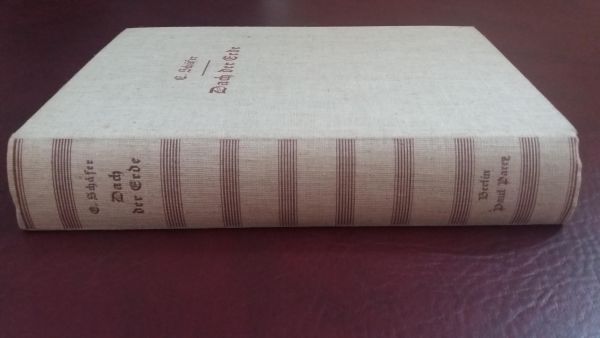 E. Schäfer
Dach der Erde
E. Schäfer
Dach
der Erde
Berlin
Paul Parey